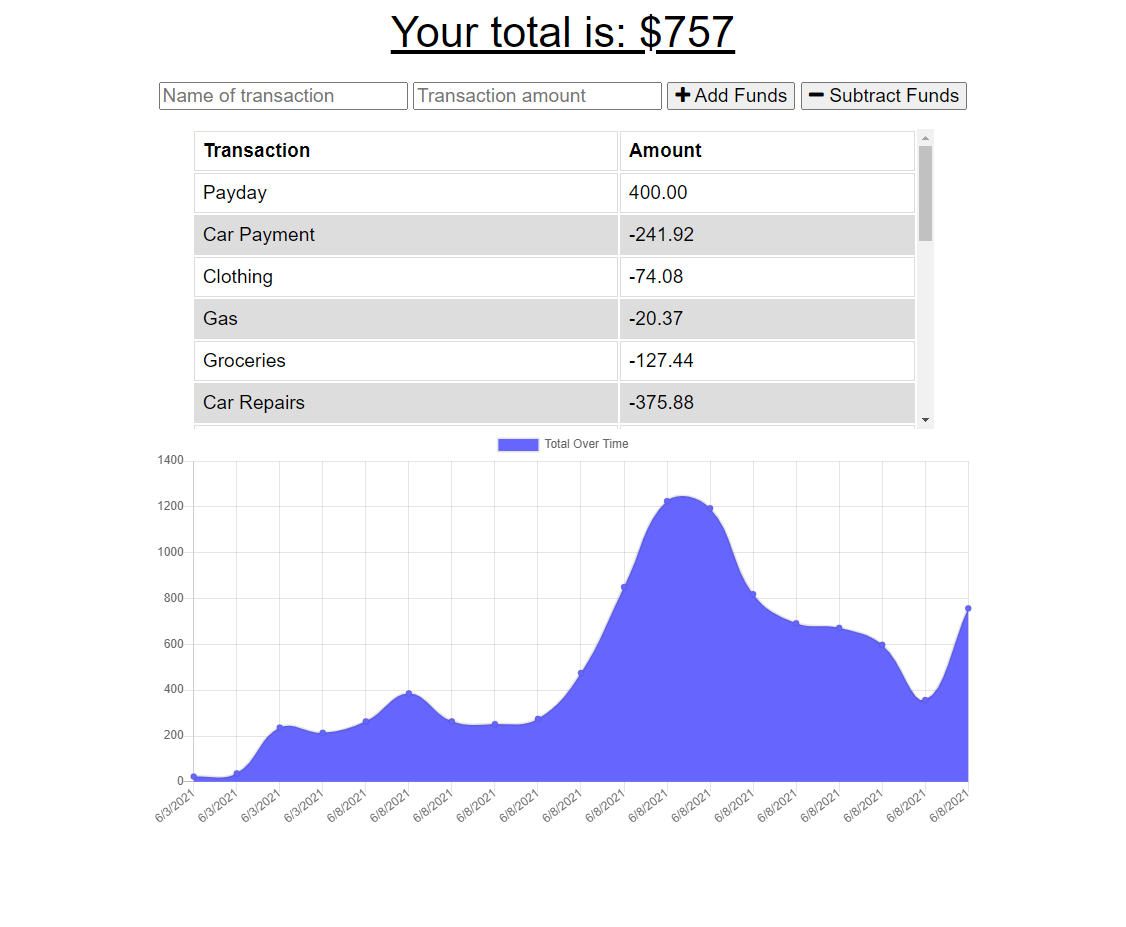 Your total is: $757
Name of transaction Transaction amount Add Funds Subtract Funds
Transaction Amount
Payday 400.00
Car Payment -241.92
Clothing -74.08
Gas -20.37
Groceries -127.44
Car Repairs -375.88
Total Over Time
1400
1200
1000
800
600
400
200
0
6/3/2021 6/3/2021 6/3/2021 6/3/2021 6/8/2021 6/8/2021 6/8/2021 6/8/2021 6/8/2021 6/8/2021 6/8/2021 6/8/2021 6/8/2021 6/8/2021 6/8/2021 6/8/2021 6/8/2021 6/8/2021 6/8/2021